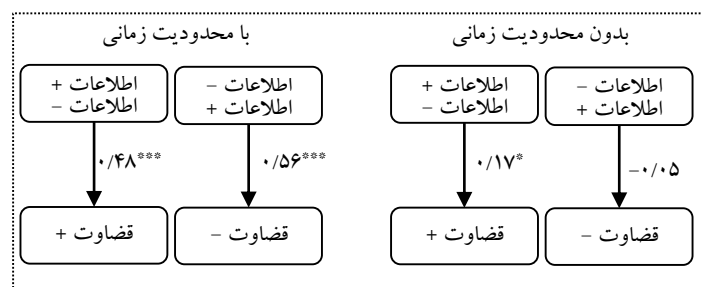 بدون محدودیت زمانی
اطلاعات –
اطلاعات +
اطلاعات +
اطلاعات –
–۰/۰۵
۰/۱۷*
قضاوت –
قضاوت +
با محدودیت زمانی
اطلاعات –
اطلاعات +
اطلاعات +
اطلاعات –
۰/۵۶***
۰/۴۸***
قضاوت –
قضاوت +